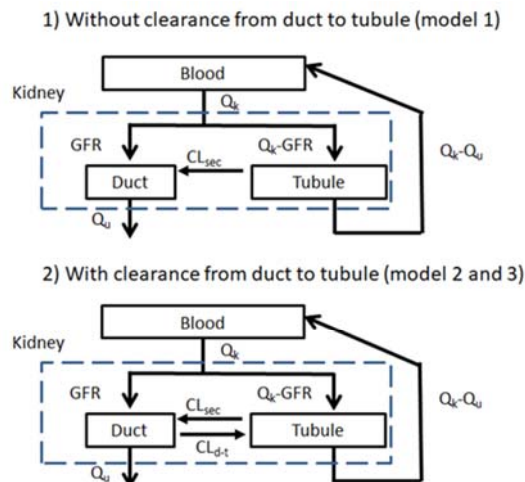 1) Without clearance from duct to tubule (model 1)
Blood
Kidney
Qk
GFR
Qk-GFR
CLsec
Qk-Qu
Duct
Tubule
Qu
2) With clearance from duct to tubule (model 2 and 3)
Blood
Kidney
Qk
GFR
Qk-GFR
CLsec
Qk-Qu
Duct
Tubule
CLd-t
Qu